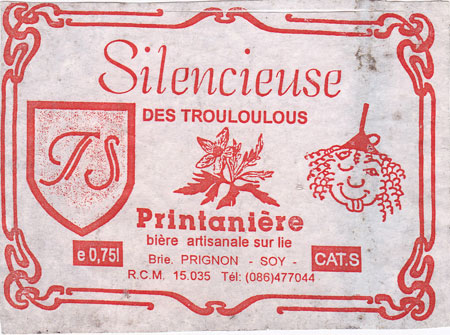 Silencieuse
DES TROULOULOUS
TS
Printanière
bière artisanale sur lie
e 0,75l
Brie. PRIGNON - SOY -
CAT.S
R.C.M. 15.035 Tél: (086)477044